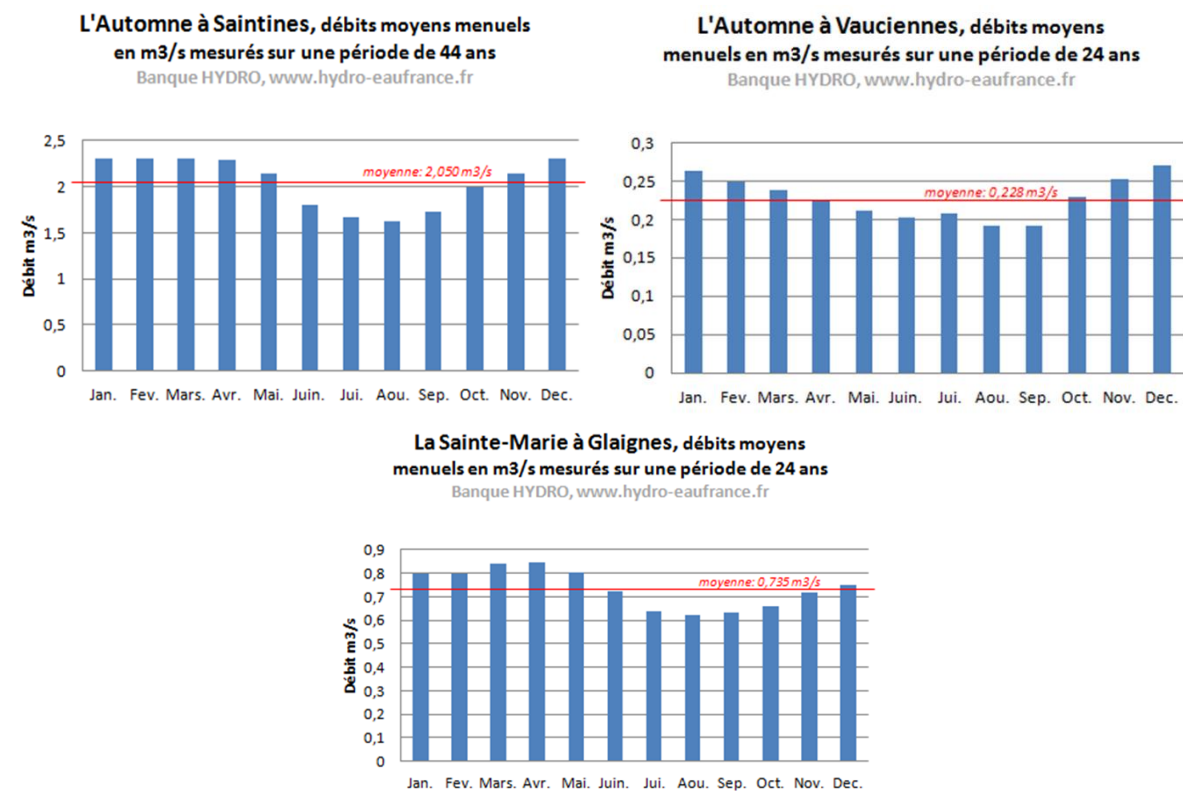 L'Automne à Saintines, débits moyens menuels
en m3/s mesurés sur une période de 44 ans
Banque HYDRO, www.hydro-eaufrance.fr
Débit m3/s
2,5
2
1,5
1
0,5
0
moyenne: 2,050 m3/s
Jan. Fev. Mars. Avr. Mai. Juin. Jui. Aou. Sep. Oct. Nov. Dec.
L'Automne à Vauciennes, débits moyens
menuels en m3/s mesurés sur une période de 24 ans
Banque HYDRO, www.hydro-eaufrance.fr
Débit m3/s
0,3
0,25
0,2
0,15
0,1
0,05
0
moyenne: 0,228 m3/s
Jan. Fev. Mars. Avr. Mai. Juin. Jui. Aou. Sep. Oct. Nov. Dec.
La Sainte-Marie à Glaignes, débits moyens
menuels en m3/s mesurés sur une période de 24 ans
Banque HYDRO, www.hydro-eaufrance.fr
Débit m3/s
0,9
0,8
0,7
0,6
0,5
0,4
0,3
0,2
0,1
0
moyenne: 0,735 m3/s
Jan. Fev. Mars. Avr. Mai. Juin. Jui. Aou. Sep. Oct. Nov. Dec.